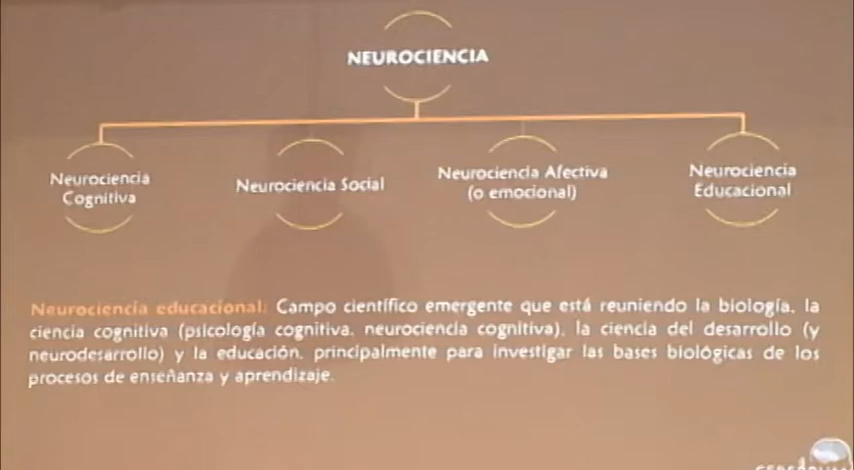 NEUROCIENCIA
Neurociencia
Cognitiva
Neurociencia Social
Neurociencia Afectiva
(o emocional)
Neurociencia
Educacional
Neurociencia educacional: Campo científico emergente que está reuniendo la biología, la
ciencia cognitiva (psicología cognitiva, neurociencia cognitiva), la ciencia del desarrollo (y
neurodesarrollo) y la educación, principalmente para investigar las bases biológicas de los
procesos de enseñanza y aprendizaje.